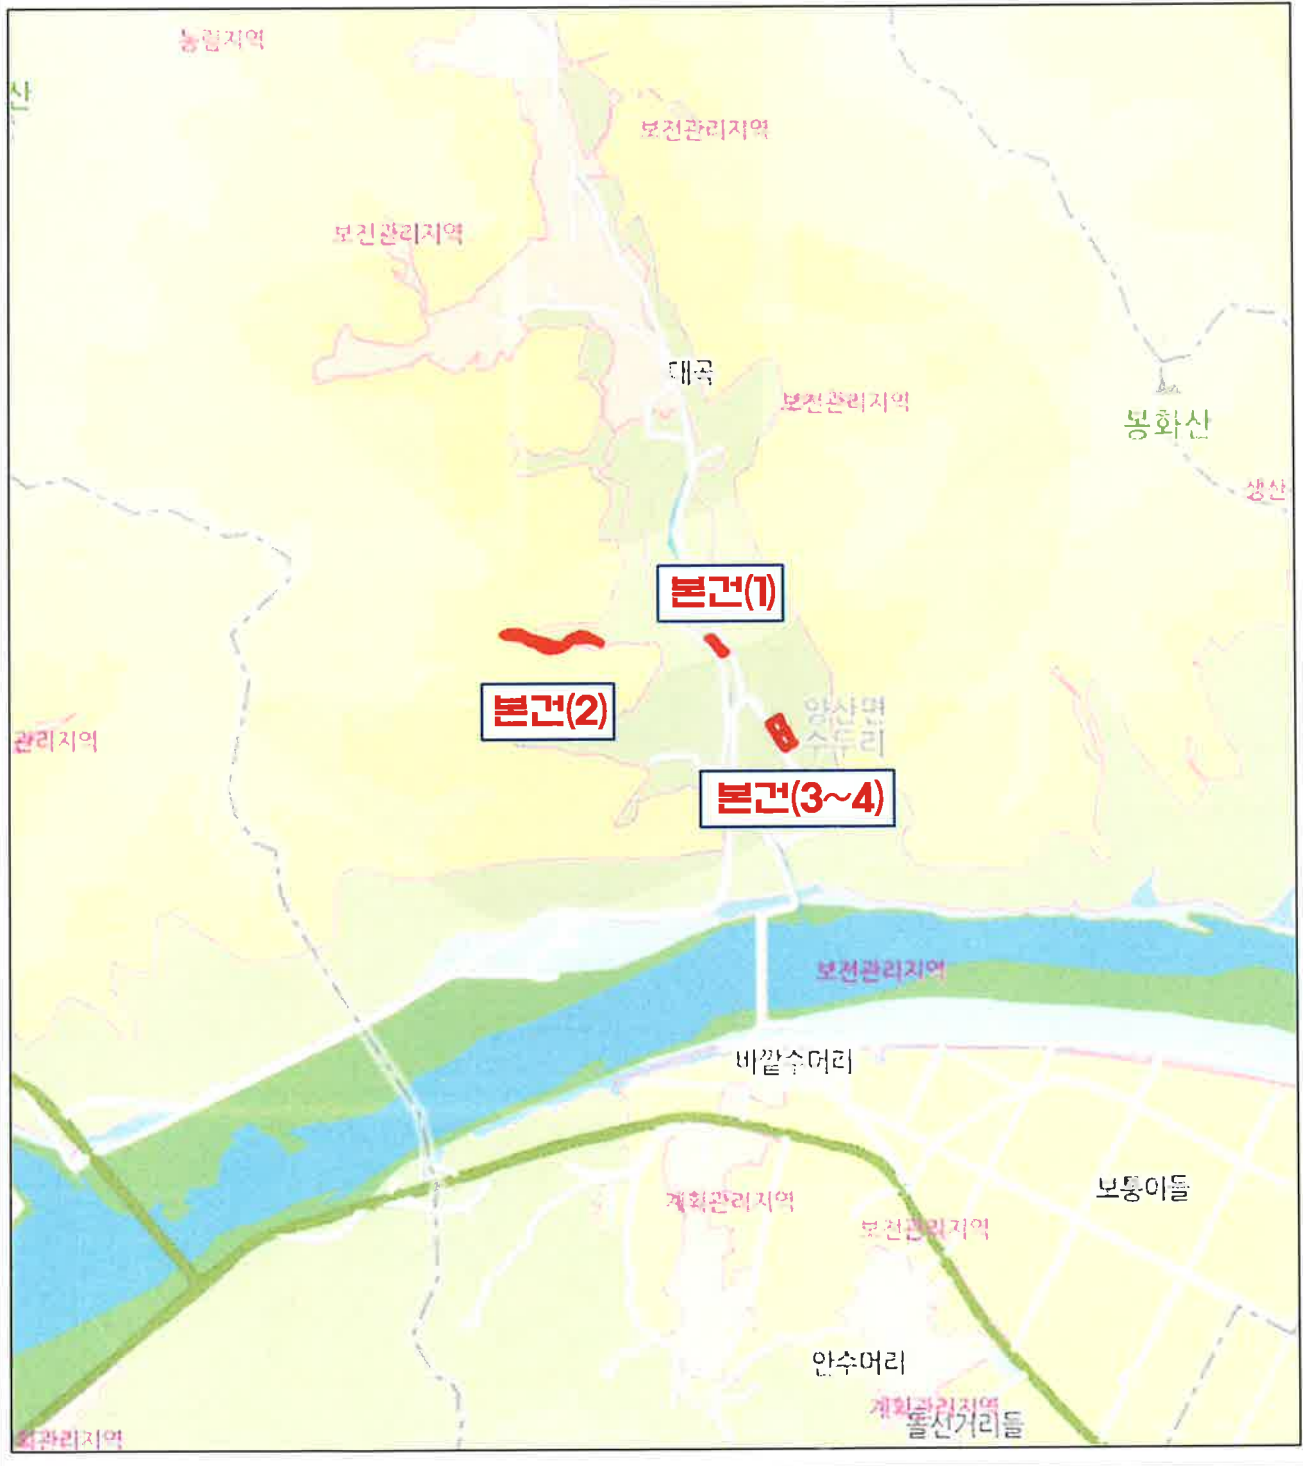 농림지역
산
보전관리지역
보전관리지역
대곡
보전관리지역
봉화산
생산
본건(1)
본건(2)
양산면
수두리
관리지역
본건(3~4)
보전관리지역
바깥수머리
계획관리지역
보전관리지역
보통이들
안수머리
계획관리지역
돌선거리들
획관리지역